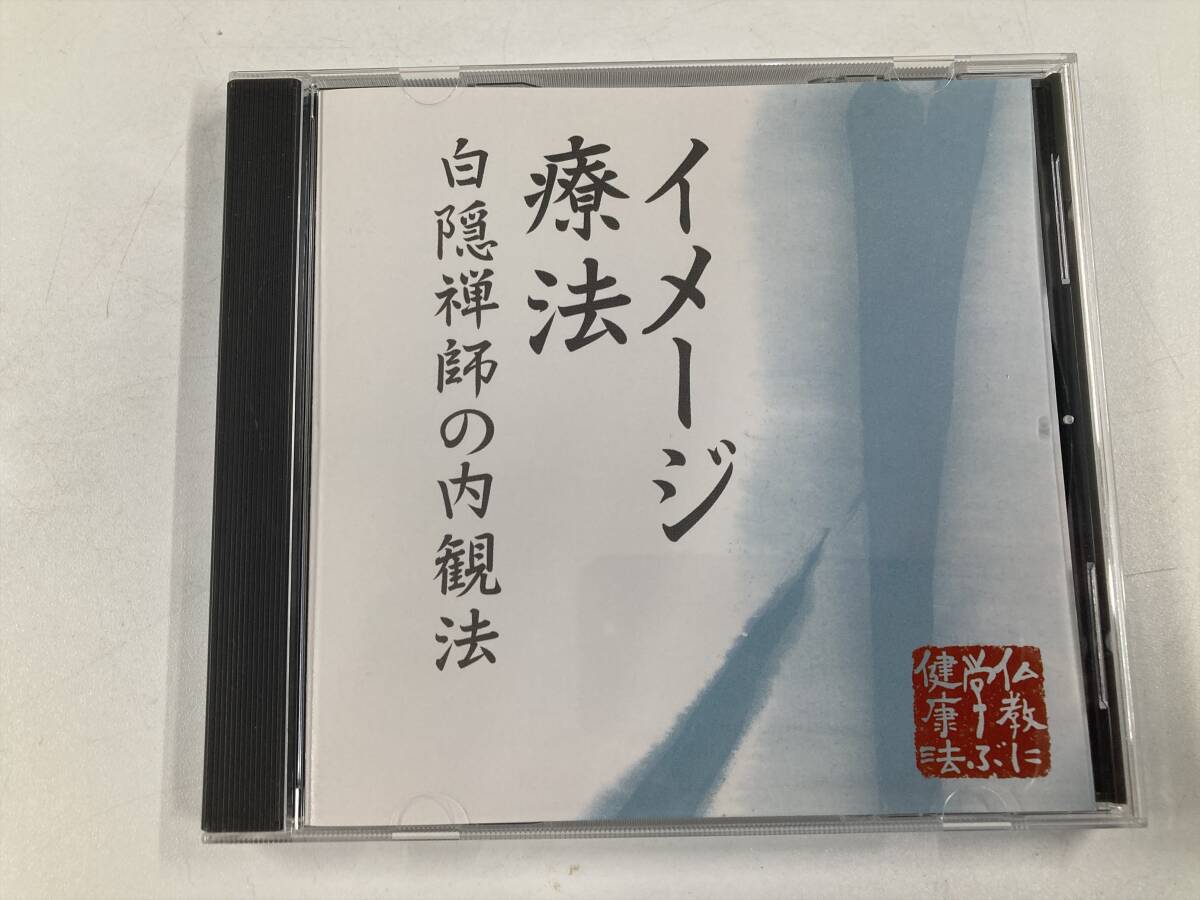 イメージ
療法
白隠禅師の内観法
仏教に
学ぶ
健康法